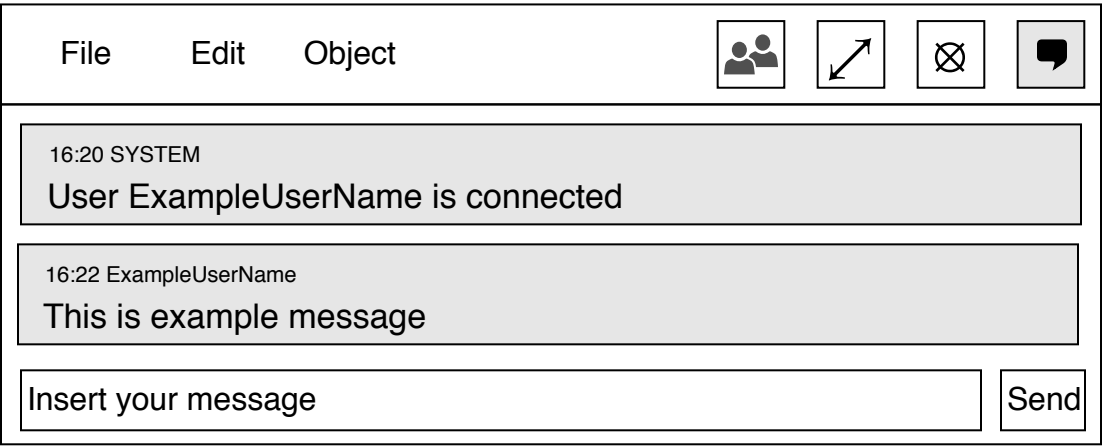 File Edit Object
16:20 SYSTEM
User ExampleUserName is connected
16:22 ExampleUserName
This is example message
Insert your message Send